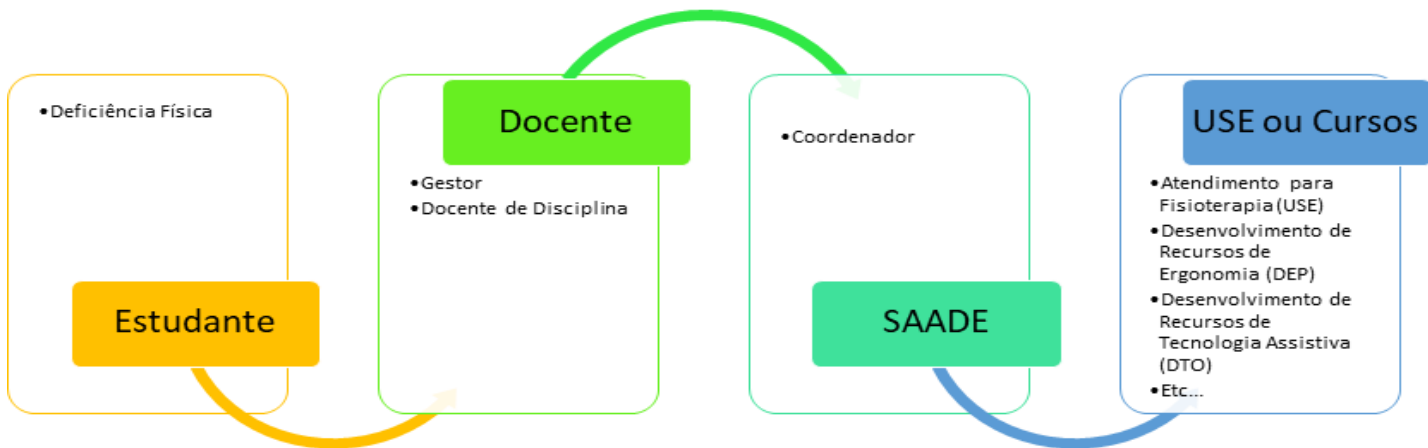 •Deficiência Física
Estudante
Docente
•Gestor
•Docente de Disciplina
•Coordenador
SAADE
USE ou Cursos
•Atendimento para
Fisioterapia (USE)
•Desenvolvimento de
Recursos de
Ergonomia (DEP)
•Desenvolvimento de
Recursos de
Tecnologia Assistiva
(DTO)
•Etc...